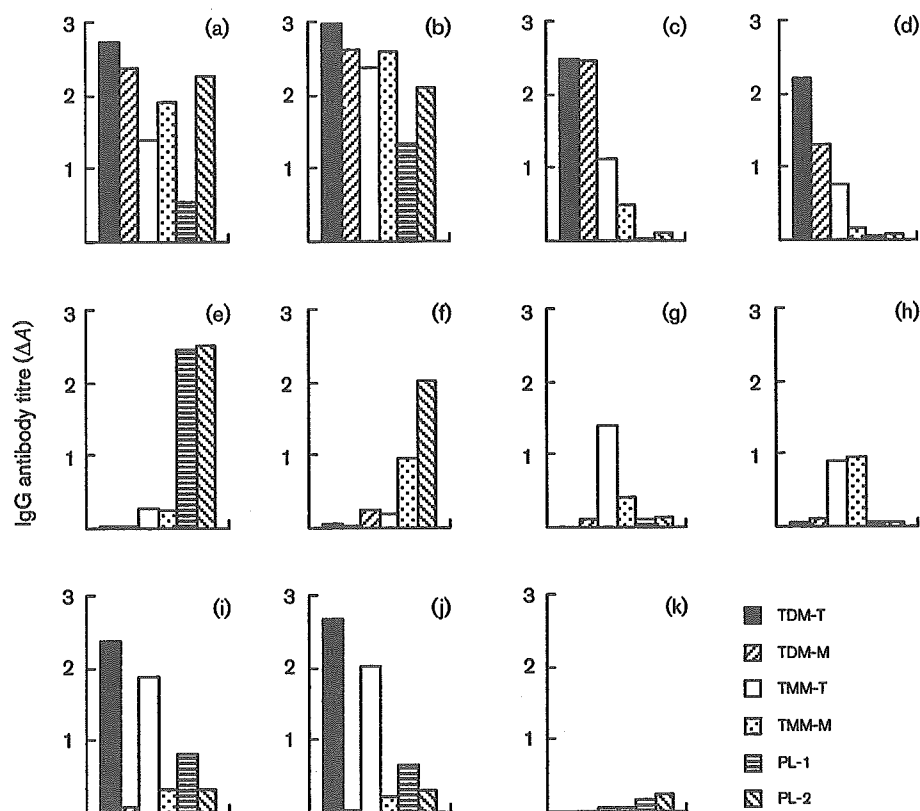 3 (a) 3 (b) 3 (c) 3 (d)
2 2 2 2
1 1 1 1
IgG antibody titre (ΔA)
3 (e) 3 (f) 3 (g) 3 (h)
2 2 2 2
1 1 1 1
3 (i) 3 (j) 3 (k)
2 2 2
1 1 1
TDM-T
TDM-M
TMM-T
TMM-M
PL-1
PL-2